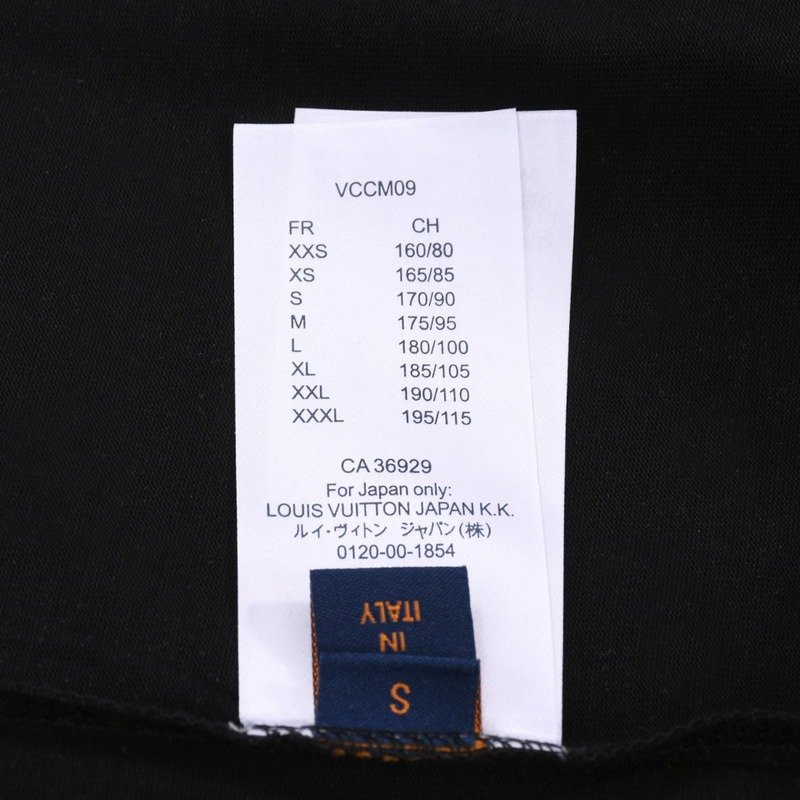 VCCM09
FR CH
XXS 160/80
XS 165/85
S 170/90
M 175/95
L 180/100
XL 185/105
XXL 190/110
XXXL 195/115
CA 36929
For Japan only:
LOUIS VUITTON JAPAN K.K.
ルイ・ヴィトン ジャパン(株)
0120-00-1854
IN
ITALY
S